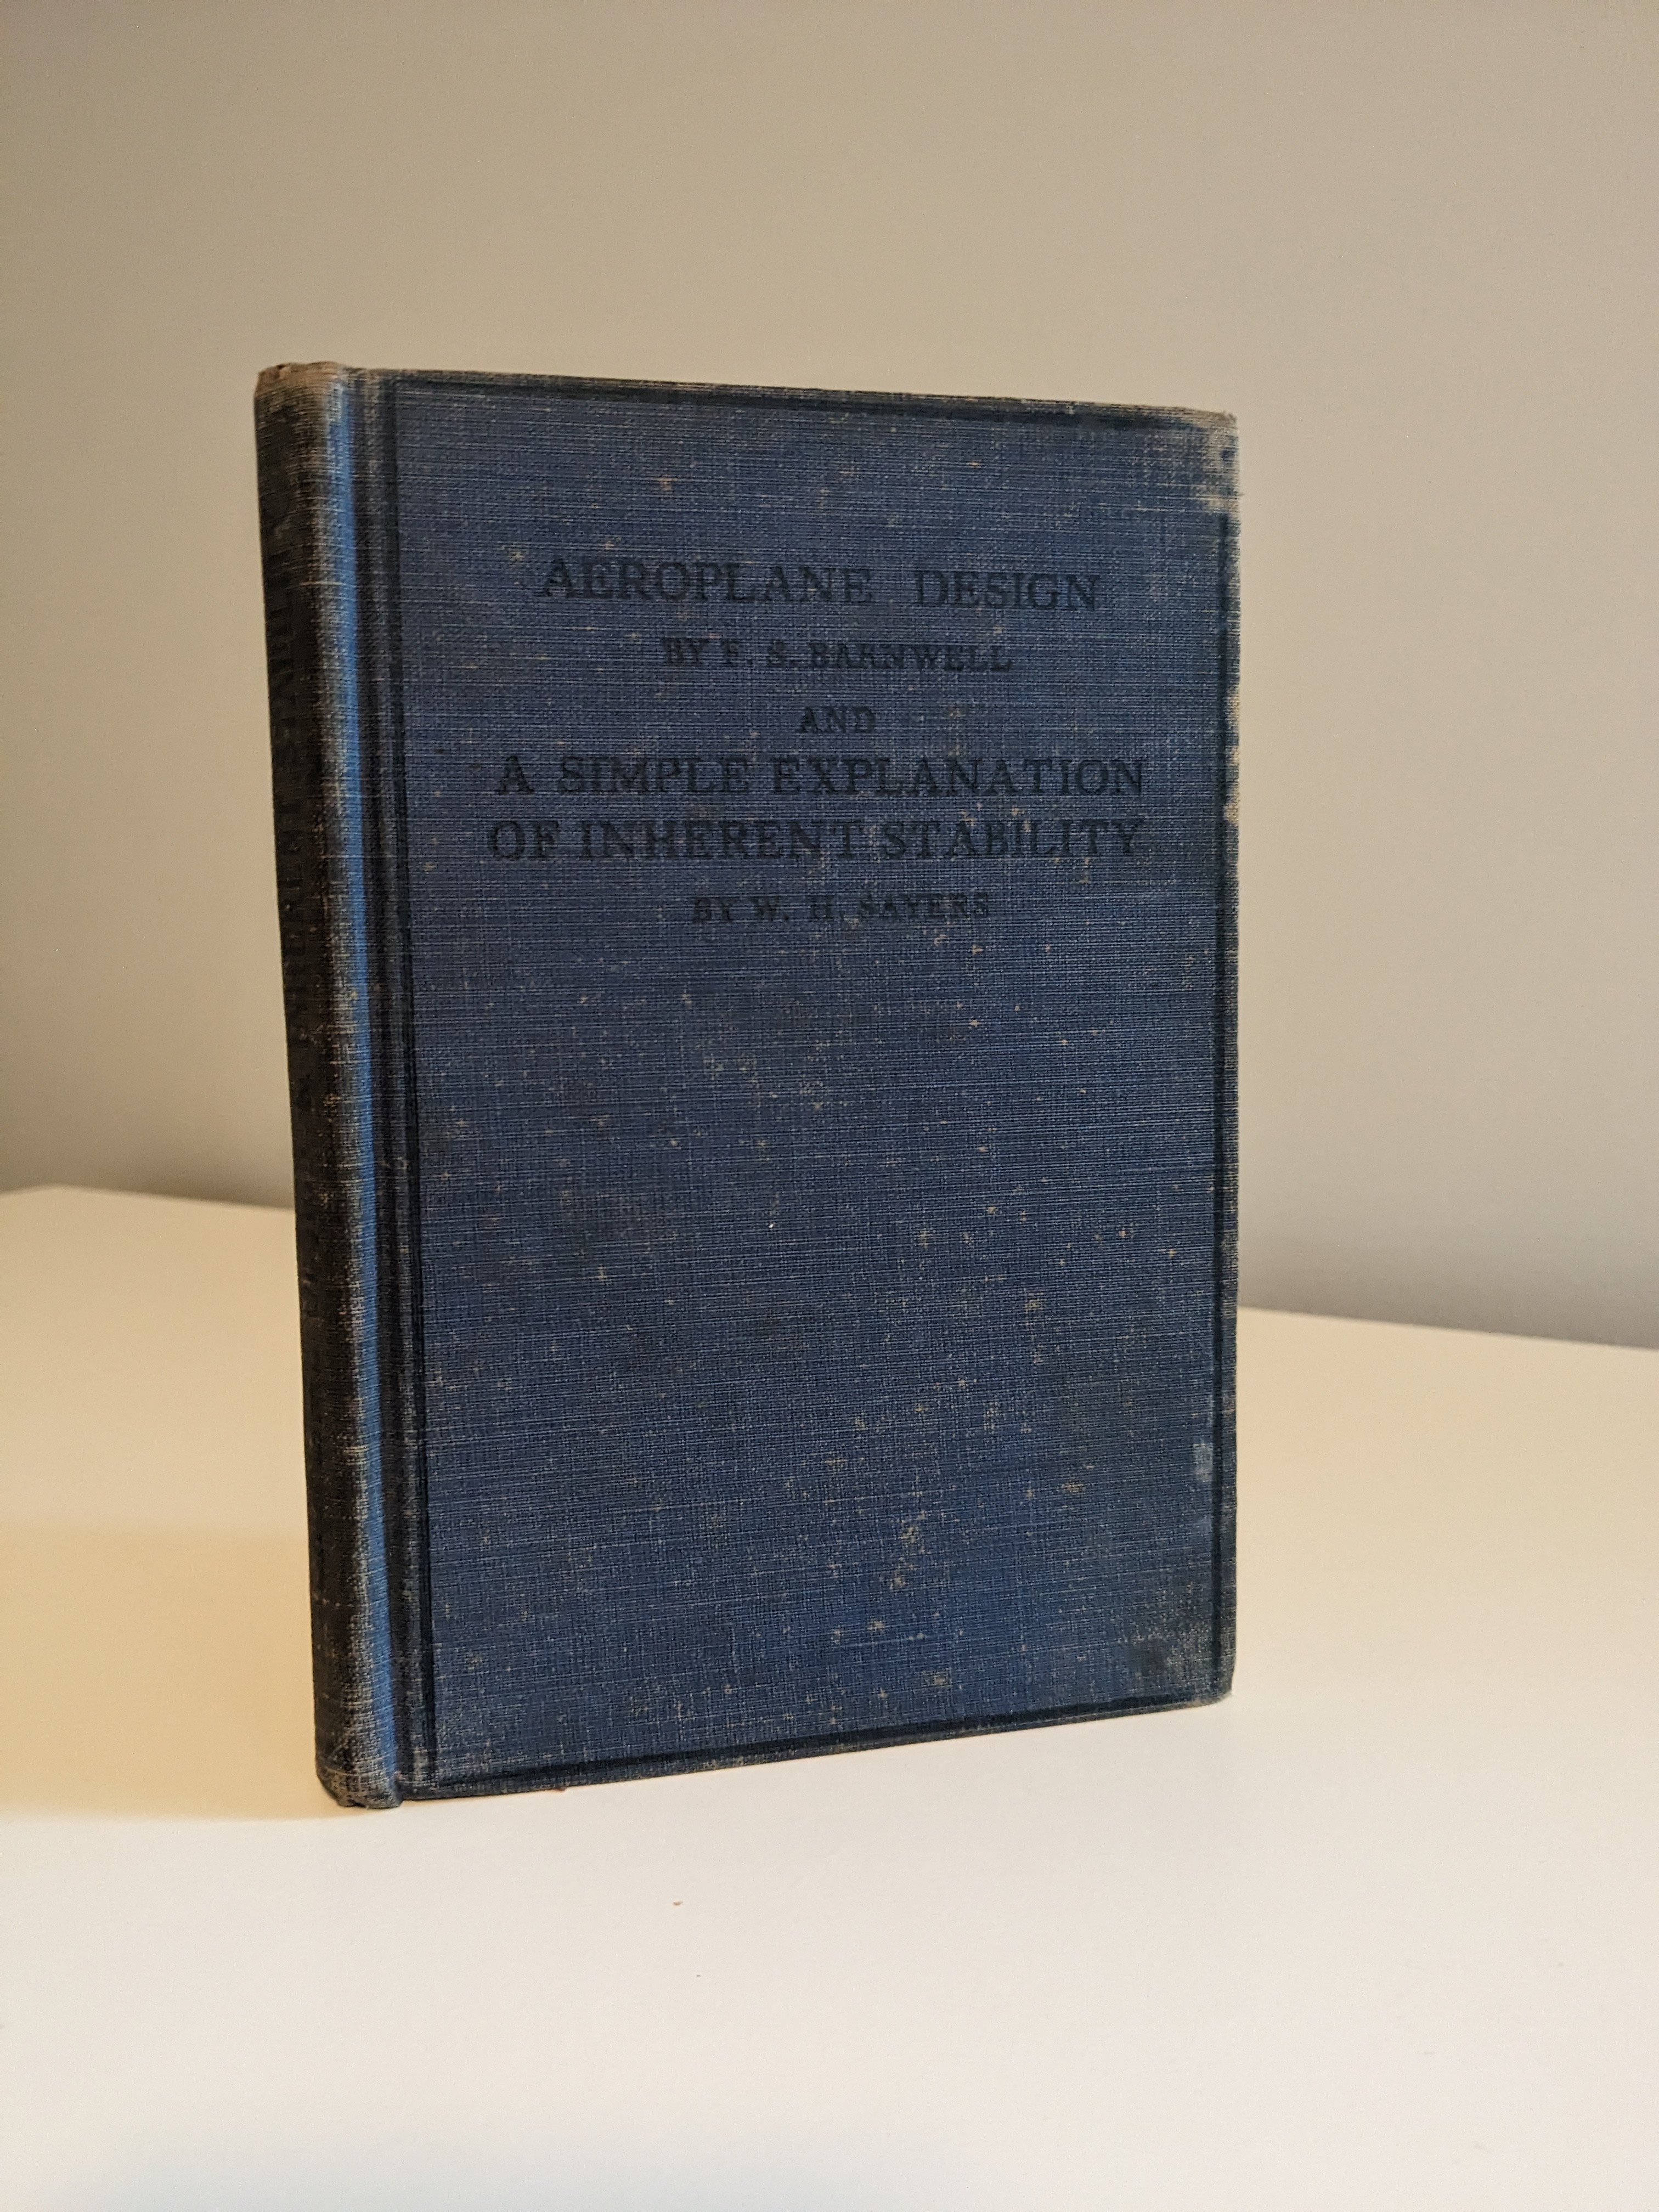 AEROPLANE DESIGN
BY F. S. BARNWELL
AND
A SIMPLE EXPLANATION
OF INHERENT STABILITY
BY W. H. SAYERS